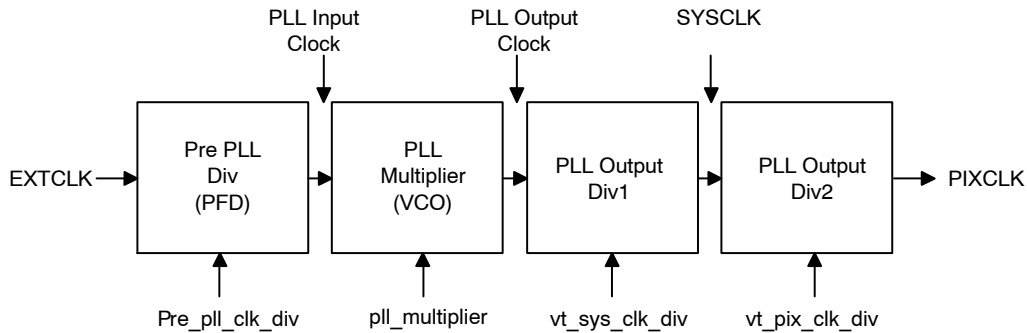 PLL Input
Clock
PLL Output
Clock
SYSCLK
EXTCLK
Pre PLL
Div
(PFD)
PLL
Multiplier
(VCO)
PLL Output
Div1
PLL Output
Div2
PIXCLK
Pre_pll_clk_div
pll_multiplier
vt_sys_clk_div
vt_pix_clk_div